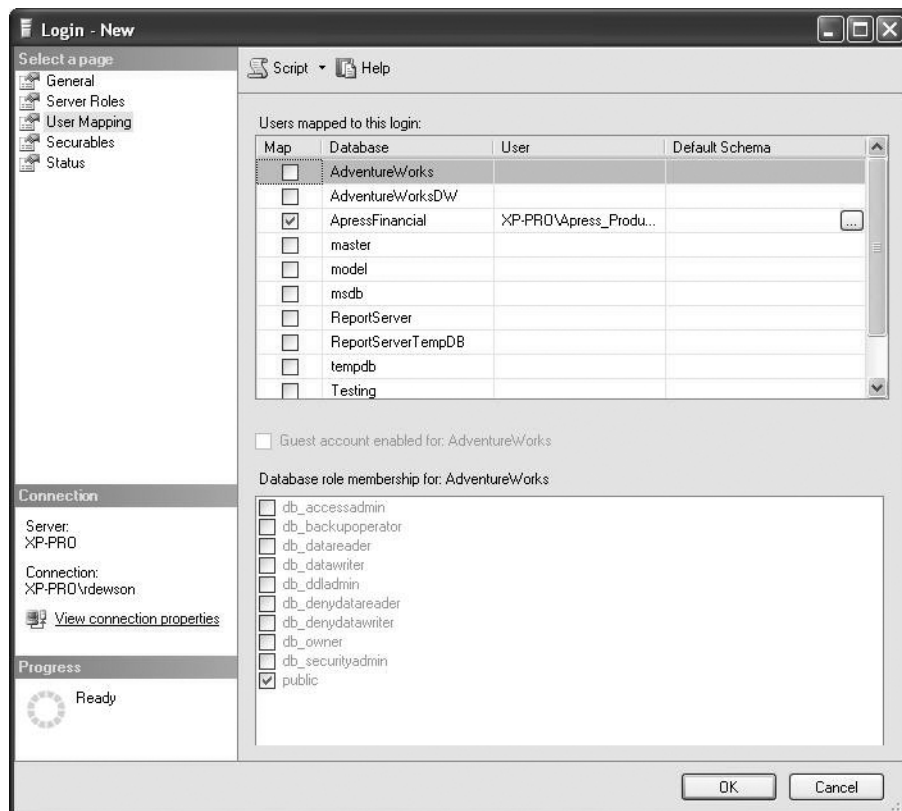 Login - New
Select a page
General
Server Roles
User Mapping
Securables
Status
Script Help
Users mapped to this login:
Map Database User Default Schema
AdventureWorks
AdventureWorksDW
ApressFinancial XP-PRO\Apress_Produ... ...
master
model
msdb
ReportServer
ReportServerTempDB
tempdb
Testing
Guest account enabled for: AdventureWorks
Database role membership for: AdventureWorks
db_accessadmin
db_backupoperator
db_datareader
db_datawriter
db_ddladmin
db_denydatareader
db_denydatawriter
db_owner
db_securityadmin
public
Connection
Server:
XP-PRO
Connection:
XP-PRO\rdewson
View connection properties
Progress
Ready
OK Cancel